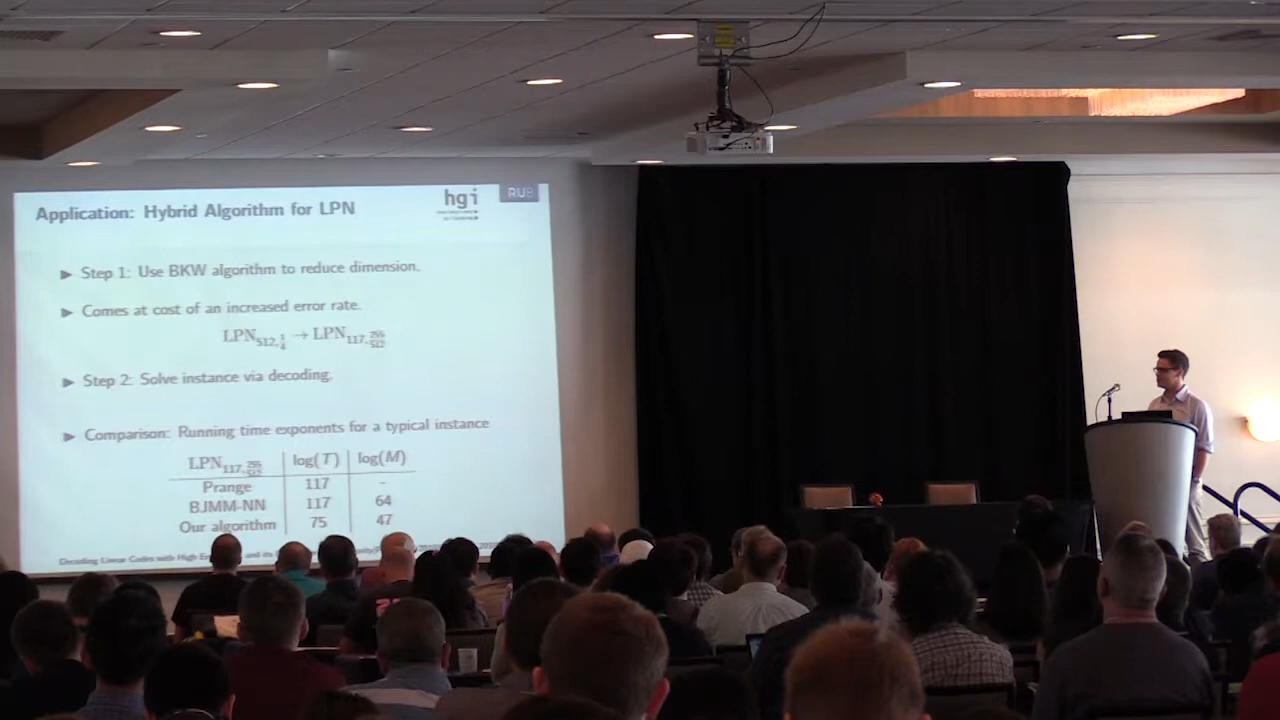 Application: Hybrid Algorithm for LPN
hgi
RUB
▶ Step 1: Use BKW algorithm to reduce dimension.
▶ Comes at cost of an increased error rate.
LPN512,1/4 → LPN117,255/512
▶ Step 2: Solve instance via decoding.
▶ Comparison: Running time exponents for a typical instance
LPN117,255/512 log(T) log(M)
Prange 117 -
BJMM-NN 117 64
Our algorithm 75 47
Decoding Linear Codes with High and its